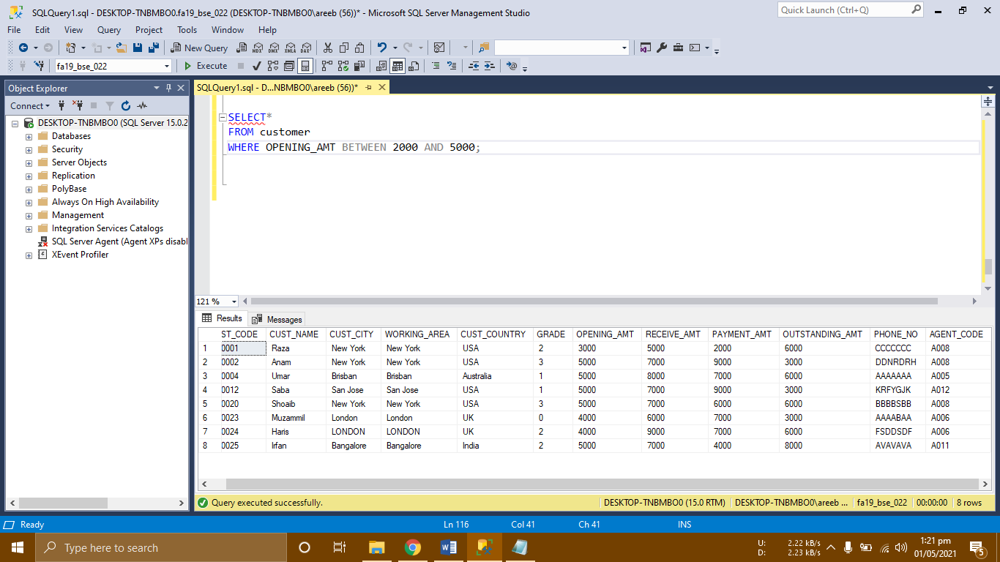 SQLQuery1.sql - DESKTOP-TNBMBO0.fa19_bse_022 (DESKTOP-TNBMBO0\areeb (56))* - Microsoft SQL Server Management Studio
Quick Launch (Ctrl+Q)
File Edit View Query Project Tools Window Help
New Query MDX DMX XMLA DAX
fa19_bse_022 Execute
Object Explorer
Connect
DESKTOP-TNBMBO0 (SQL Server 15.0.2
Databases
Security
Server Objects
Replication
PolyBase
Always On High Availability
Management
Integration Services Catalogs
SQL Server Agent (Agent XPs disabl
XEvent Profiler
SQLQuery1.sql - D...NBMBO0\areeb (56))*
SELECT*
FROM customer
WHERE OPENING_AMT BETWEEN 2000 AND 5000;
121 %
Results Messages
ST_CODE CUST_NAME CUST_CITY WORKING_AREA CUST_COUNTRY GRADE OPENING_AMT RECEIVE_AMT PAYMENT_AMT OUTSTANDING_AMT PHONE_NO AGENT_CODE
1 0001 Raza New York New York USA 2 3000 5000 2000 6000 CCCCCCC A008
2 0002 Anam New York New York USA 3 5000 7000 9000 3000 DDNRDRH A008
3 0004 Umar Brisban Brisban Australia 1 5000 8000 7000 6000 AAAAAAA A005
4 0012 Saba San Jose San Jose USA 1 5000 7000 9000 3000 KRFYGJK A012
5 0020 Shoaib New York New York USA 3 5000 7000 6000 6000 BBBBSBB A008
6 0023 Muzammil London London UK 0 4000 6000 7000 3000 AAAABAA A006
7 0024 Haris LONDON LONDON UK 2 4000 9000 7000 6000 FSDDSDF A006
8 0025 Irfan Bangalore Bangalore India 2 5000 7000 4000 8000 AVAVAVA A011
Query executed successfully. DESKTOP-TNBMBO0 (15.0 RTM) DESKTOP-TNBMBO0\areeb ... fa19_bse_022 00:00:00 8 rows
Ready Ln 116 Col 41 Ch 41 INS
Type here to search
U: 2.22 kB/s
D: 2.23 kB/s
1:21 pm
01/05/2021
5